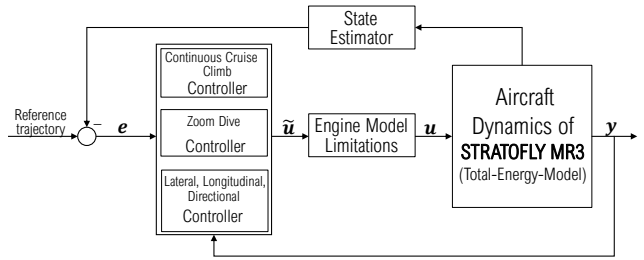 State
Estimator
Continuous Cruise
Climb
Controller
Reference
trajectory
−
e
Zoom Dive
Controller
ũ
Engine Model
Limitations
u
Aircraft
Dynamics of
STRATOFLY MR3
(Total-Energy-Model)
y
Lateral, Longitudinal,
Directional
Controller